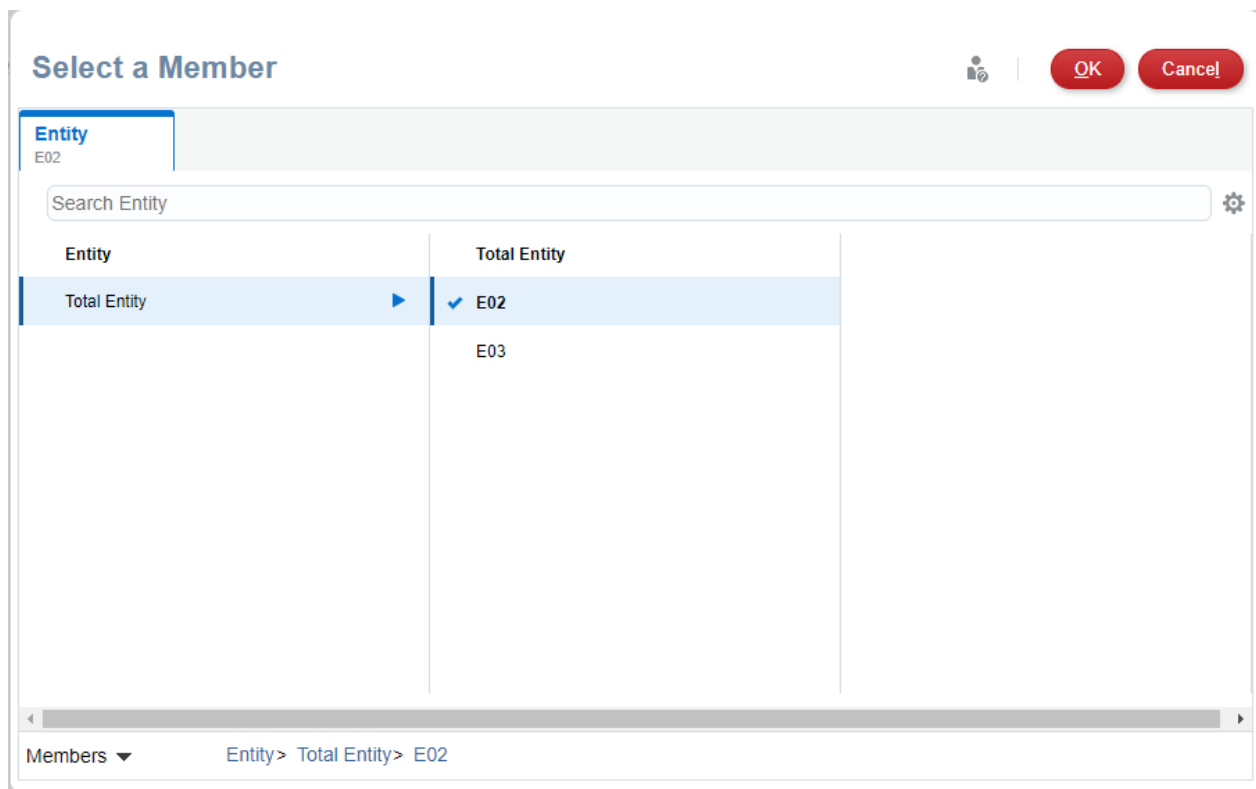 Select a Member
OK
Cancel
Entity
E02
Search Entity
Entity
Total Entity
Total Entity
E02
E03
Members
Entity> Total Entity> E02